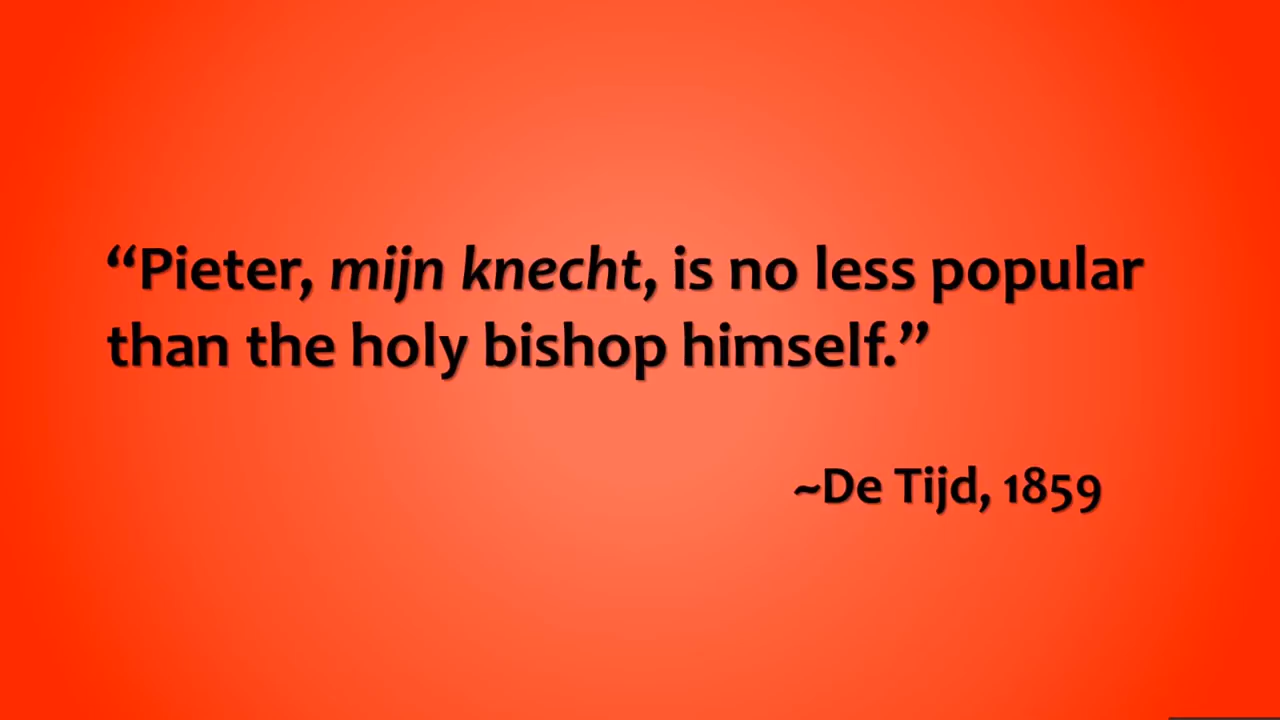 “Pieter, mijn knecht, is no less popular
than the holy bishop himself.”
~De Tijd, 1859